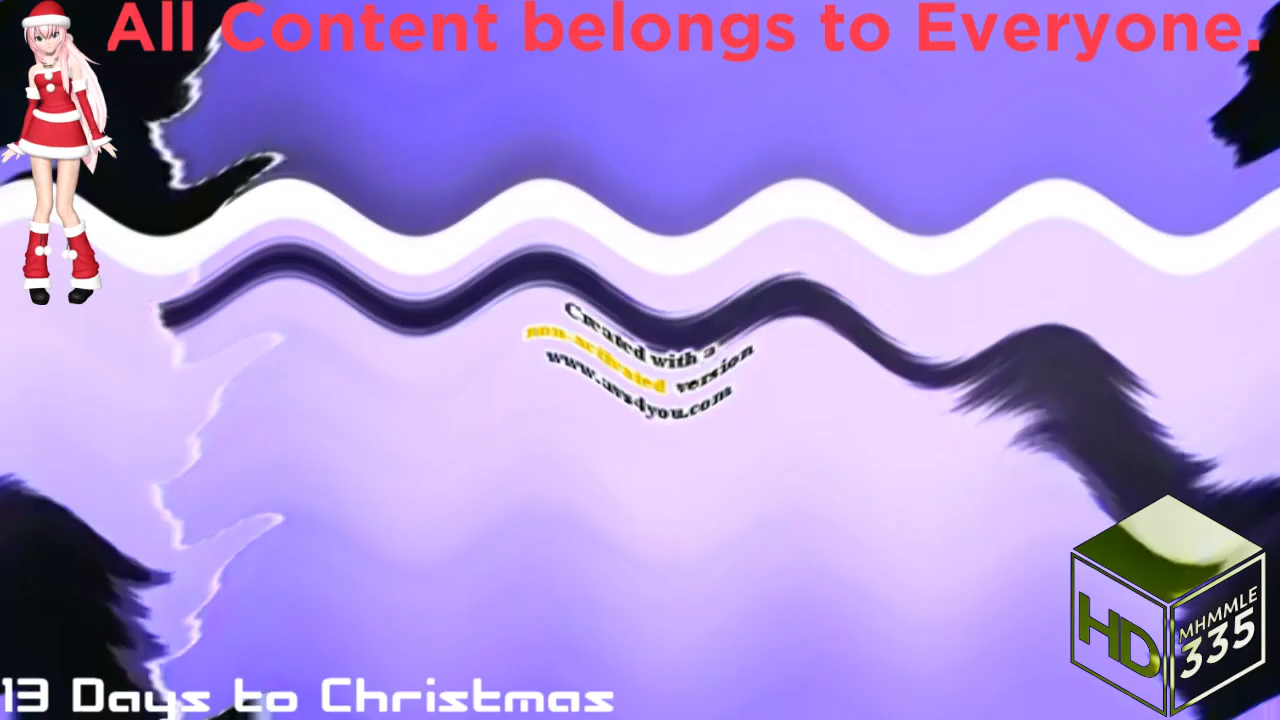 All Content belongs to Everyone.
Created with a
non-activated version
www.avs4you.com
HD
MHMMLE
335
13 Days to Christmas